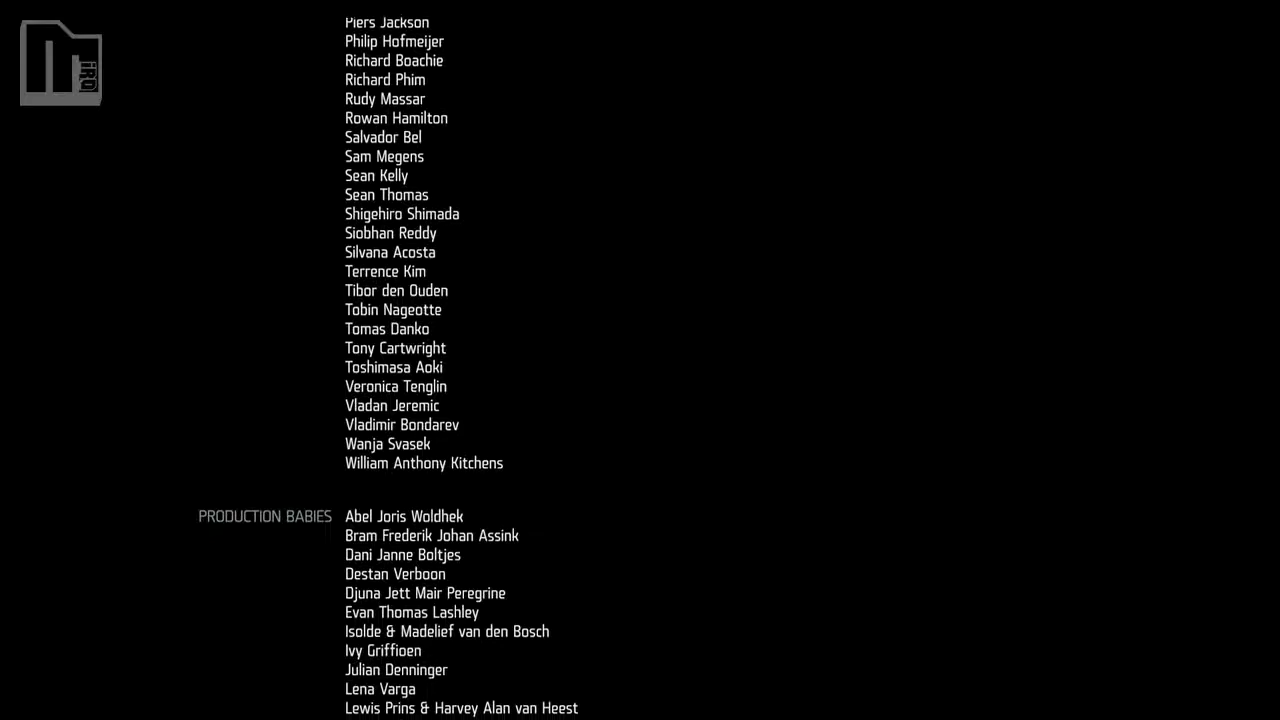 Piers Jackson
Philip Hofmeijer
Richard Boachie
Richard Phim
Rudy Massar
Rowan Hamilton
Salvador Bel
Sam Megens
Sean Kelly
Sean Thomas
Shigehiro Shimada
Siobhan Reddy
Silvana Acosta
Terrence Kim
Tibor den Ouden
Tobin Nageotte
Tomas Danko
Tony Cartwright
Toshimasa Aoki
Veronica Tenglin
Vladan Jeremic
Vladimir Bondarev
Wanja Svasek
William Anthony Kitchens
PRODUCTION BABIES Abel Joris Woldhek
Bram Frederik Johan Assink
Dani Janne Boltjes
Destan Verboon
Djuna Jett Mair Peregrine
Evan Thomas Lashley
Isolde & Madelief van den Bosch
Ivy Griffioen
Julian Denninger
Lena Varga
Lewis Prins & Harvey Alan van Heest